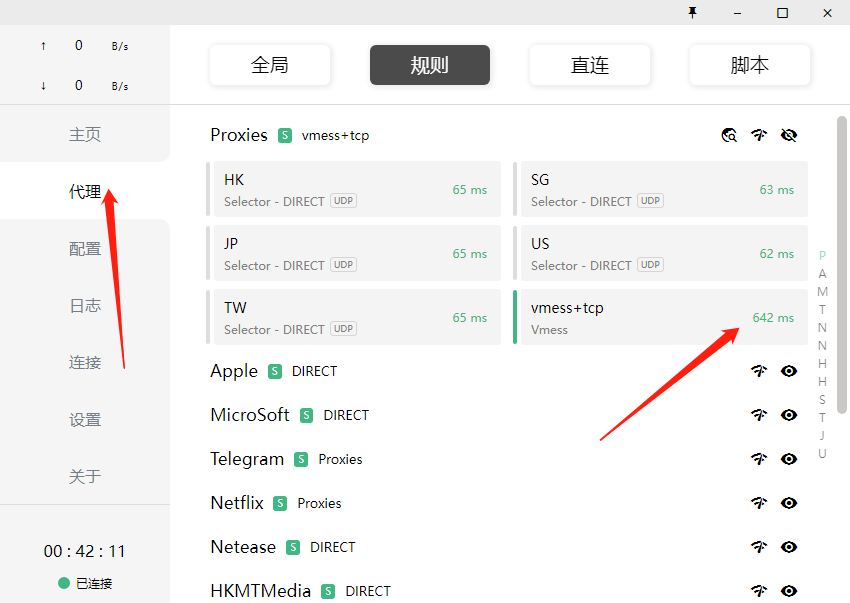 ↑ 0 B/s
↓ 0 B/s
主页
代理
配置
日志
连接
设置
关于
00 : 42 : 11
已连接
全局 规则 直连 脚本
Proxies S vmess+tcp
HK
Selector - DIRECT UDP
65 ms
SG
Selector - DIRECT UDP
63 ms
JP
Selector - DIRECT UDP
65 ms
US
Selector - DIRECT UDP
62 ms
TW
Selector - DIRECT UDP
65 ms
vmess+tcp
Vmess
642 ms
Apple S DIRECT
MicroSoft S DIRECT
Telegram S Proxies
Netflix S Proxies
Netease S DIRECT
HKMTMedia S DIRECT
P
A
M
T
N
N
H
H
S
T
J
U